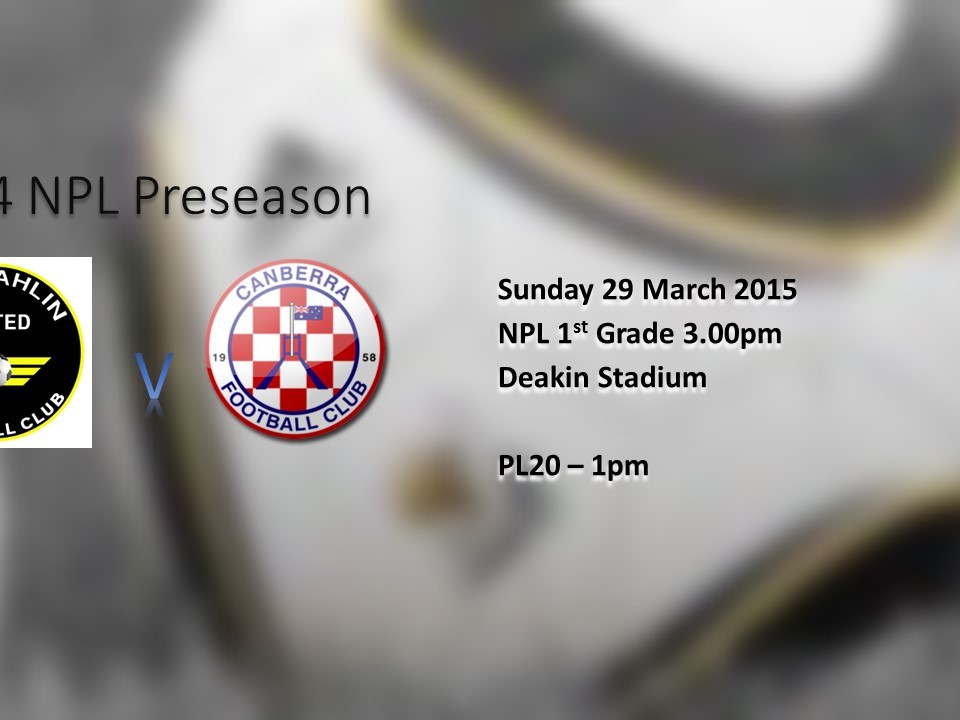 4 NPL Preseason
AHLIN
TED
LL CLUB
V
CANBERRA
19 58
FOOTBALL CLUB
Sunday 29 March 2015
NPL 1st Grade 3.00pm
Deakin Stadium
PL20 – 1pm